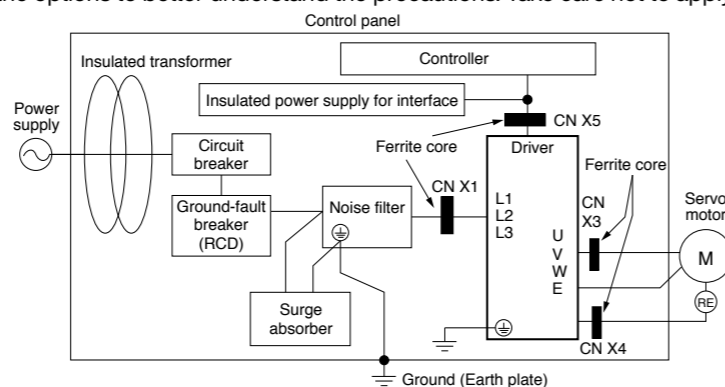 the options to better understand the precautions. Take care not to apply
Control panel
Insulated transformer
Controller
Power
supply
Insulated power supply for interface
CN X5
Circuit
breaker
Ferrite core
Driver
Ferrite core
CN X1
Ground-fault
breaker
(RCD)
Noise filter
L1
L2
L3
CN
X3
Servo
motor
U
V
W
E
M
RE
Surge
absorber
CN X4
Ground (Earth plate)